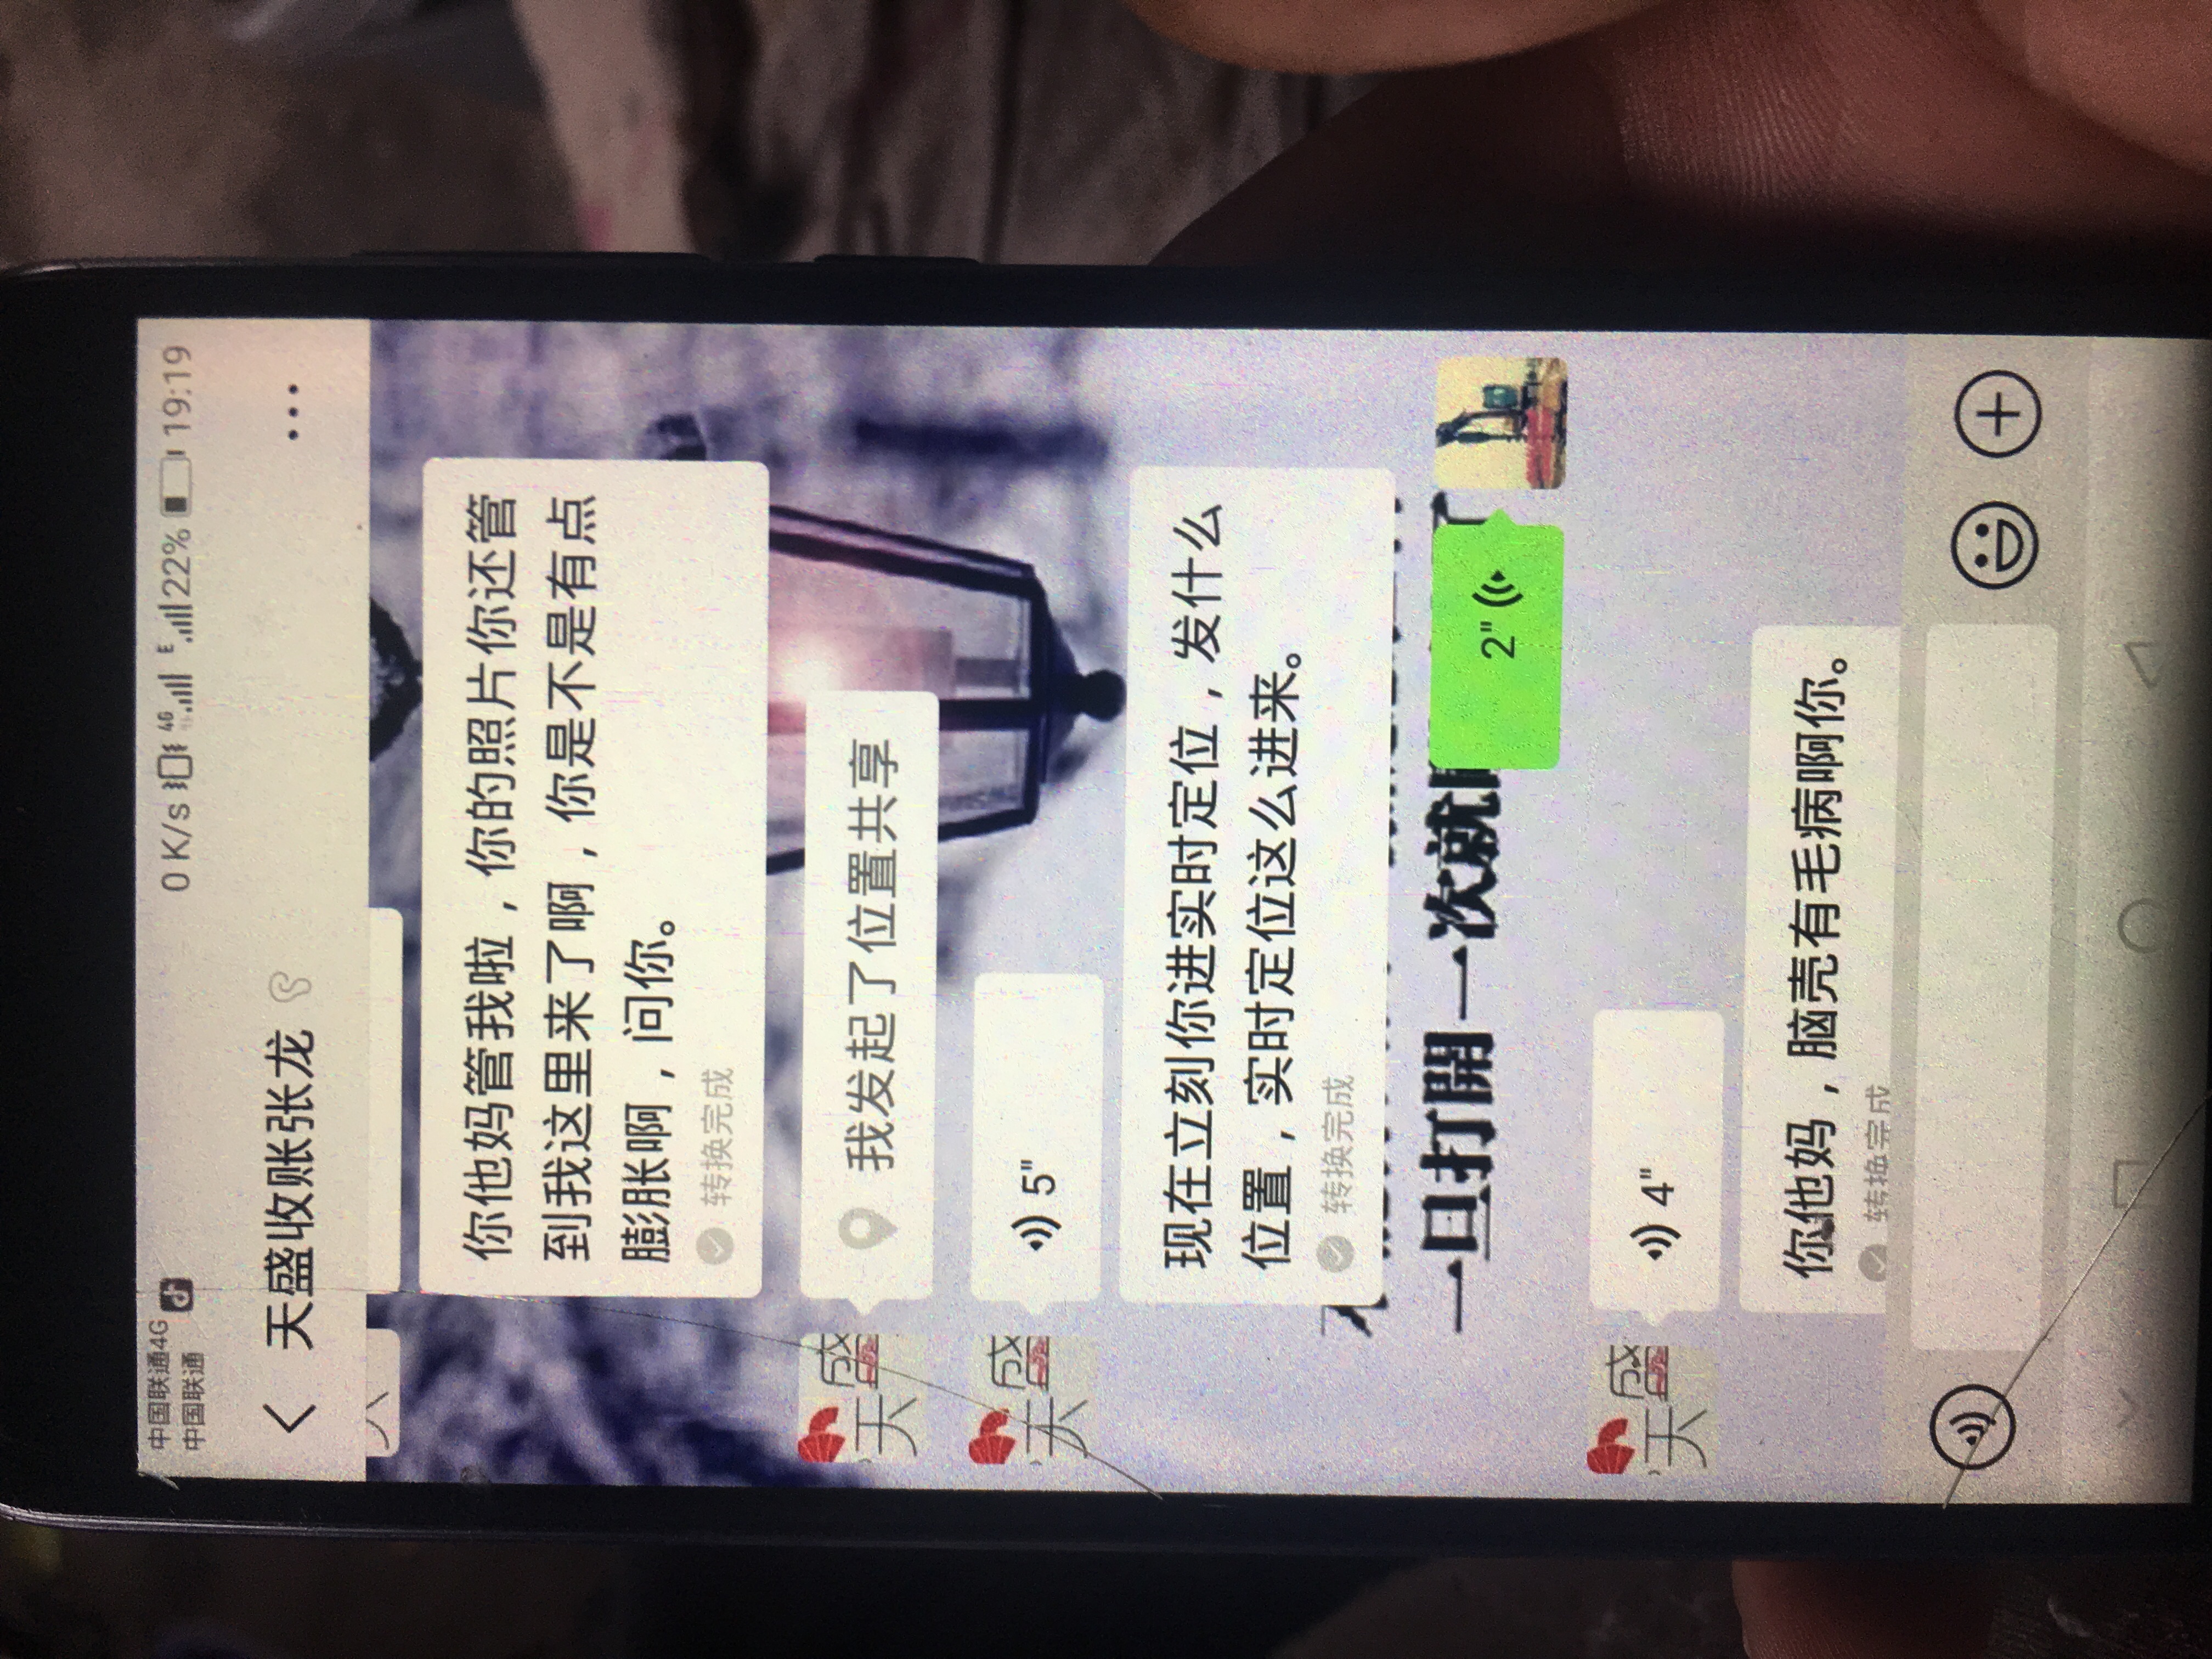 中国联通4G
中国联通
0 K/s 4G E 22% 19:19
天盛收账张龙
你他妈管我啦，你的照片你还管
到我这里来了啊，你是不是有点
膨胀啊，问你。
转换完成
天盛
我发起了位置共享
天盛
5"
现在立刻你进实时定位，发什么
位置，实时定位这么进来。
转换完成
一旦打開一次就
了
2"
天盛
4"
你他妈，脑壳有毛病啊你。
转换完成